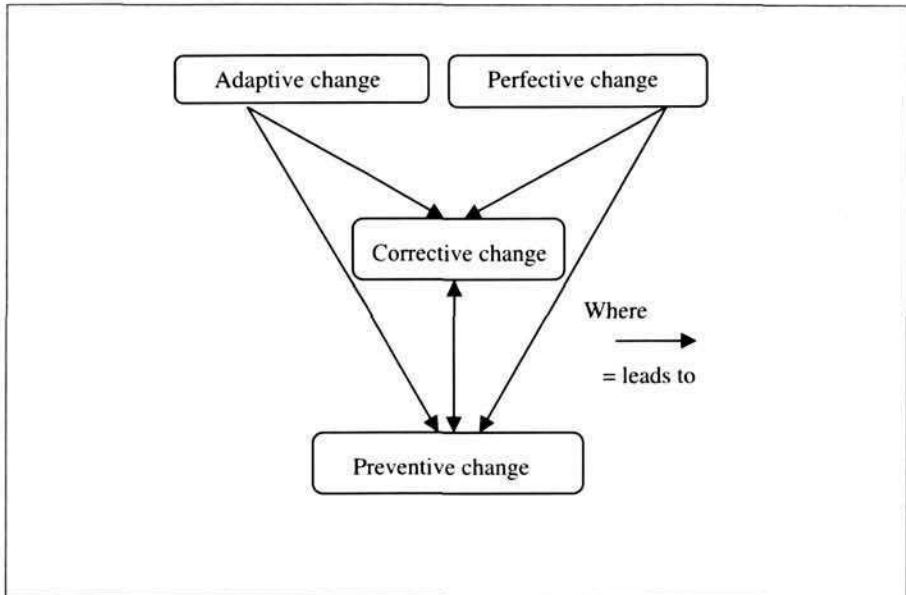 Adaptive change
Perfective change
Corrective change
Where
= leads to
Preventive change